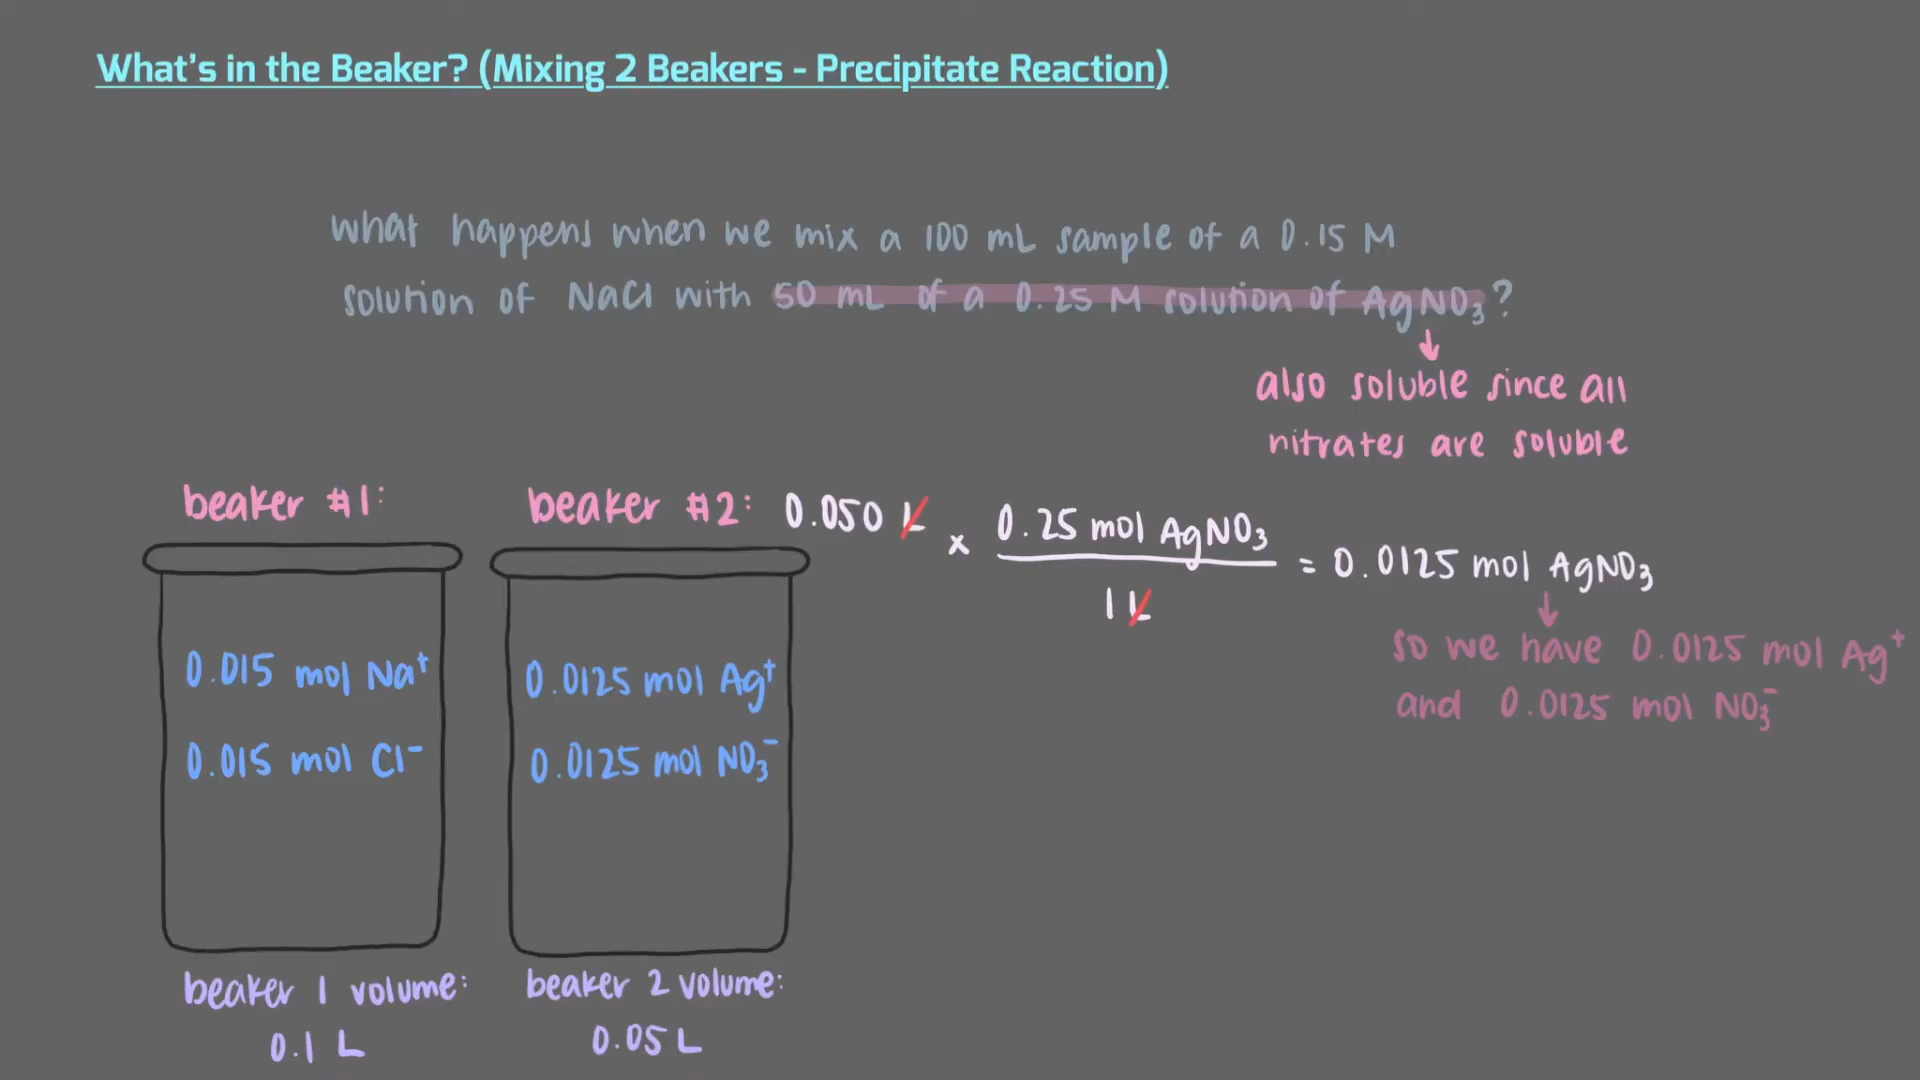 What's in the Beaker? (Mixing 2 Beakers - Precipitate Reaction)
what happens when we mix a 100 mL sample of a 0.15 M
solution of NaCl with 50 mL of a 0.25 M solution of AgNO₃?
↓
also soluble since all
nitrates are soluble
beaker #1:
beaker #2:
0.050 L × 0.25 mol AgNO₃ / 1 L = 0.0125 mol AgNO₃
↓
so we have 0.0125 mol Ag⁺
and 0.0125 mol NO₃⁻
0.015 mol Na⁺
0.015 mol Cl⁻
0.0125 mol Ag⁺
0.0125 mol NO₃⁻
beaker 1 volume:
0.1 L
beaker 2 volume:
0.05 L